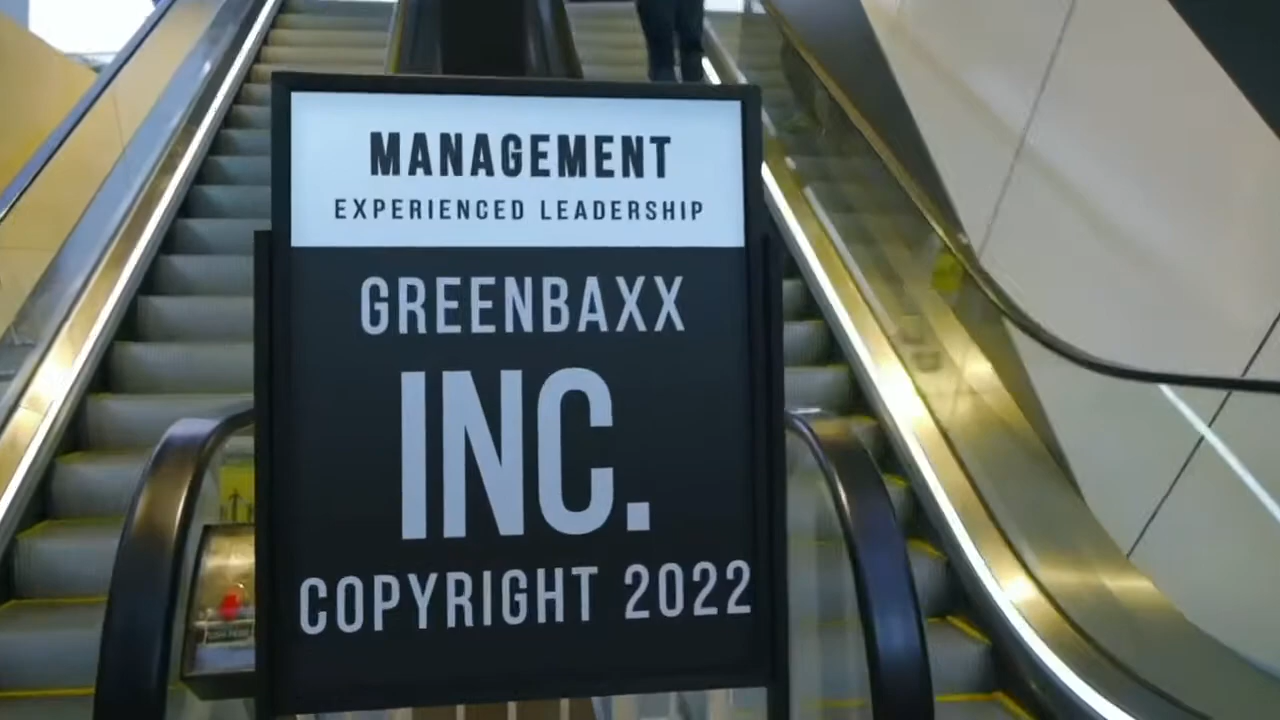 MANAGEMENT
EXPERIENCED LEADERSHIP
GREENBAXX
INC.
COPYRIGHT 2022